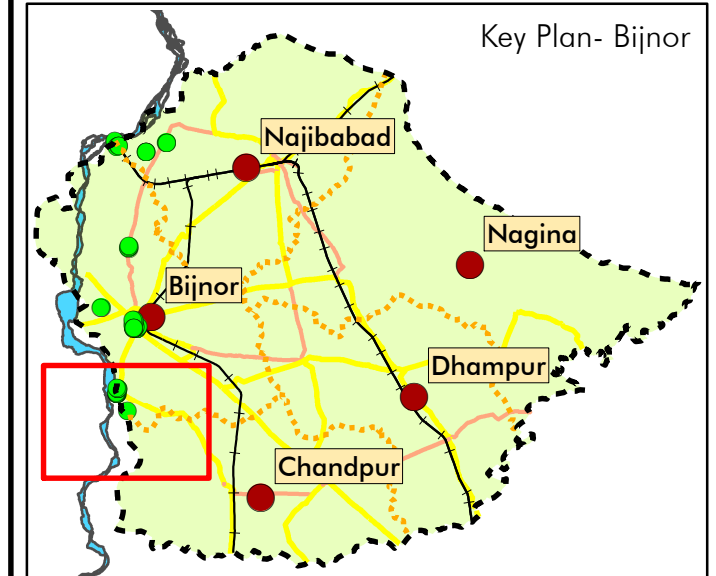 Key Plan- Bijnor
Najibabad
Nagina
Bijnor
Dhampur
Chandpur